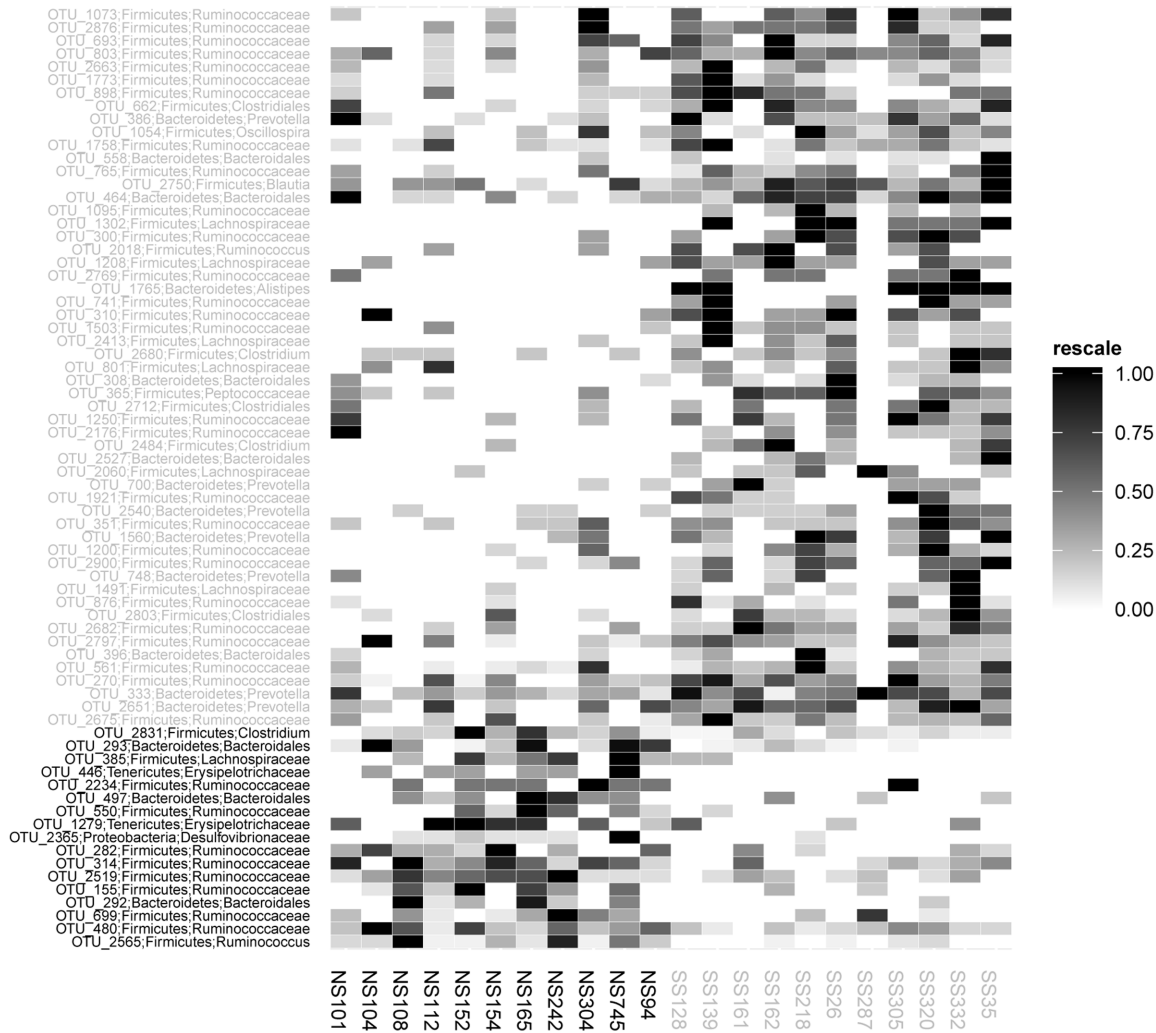 OTU_1073;Firmicutes;Ruminococcaceae
OTU_2876;Firmicutes;Ruminococcaceae
OTU_693;Firmicutes;Ruminococcaceae
OTU_803;Firmicutes;Ruminococcaceae
OTU_2663;Firmicutes;Ruminococcaceae
OTU_1773;Firmicutes;Ruminococcaceae
OTU_898;Firmicutes;Ruminococcaceae
OTU_662;Firmicutes;Clostridiales
OTU_386;Bacteroidetes;Prevotella
OTU_1054;Firmicutes;Oscillospira
OTU_1758;Firmicutes;Ruminococcaceae
OTU_558;Bacteroidetes;Bacteroidales
OTU_765;Firmicutes;Ruminococcaceae
OTU_2750;Firmicutes;Blautia
OTU_464;Bacteroidetes;Bacteroidales
OTU_1095;Firmicutes;Ruminococcaceae
OTU_1302;Firmicutes;Lachnospiraceae
OTU_300;Firmicutes;Ruminococcaceae
OTU_2018;Firmicutes;Ruminococcus
OTU_1208;Firmicutes;Lachnospiraceae
OTU_2769;Firmicutes;Ruminococcaceae
OTU_1765;Bacteroidetes;Alistipes
OTU_741;Firmicutes;Ruminococcaceae
OTU_310;Firmicutes;Ruminococcaceae
OTU_1503;Firmicutes;Ruminococcaceae
OTU_2413;Firmicutes;Lachnospiraceae
OTU_2680;Firmicutes;Clostridium
OTU_801;Firmicutes;Lachnospiraceae
OTU_308;Bacteroidetes;Bacteroidales
OTU_365;Firmicutes;Peptococcaceae
OTU_2712;Firmicutes;Clostridiales
OTU_1250;Firmicutes;Ruminococcaceae
OTU_2176;Firmicutes;Ruminococcaceae
OTU_2484;Firmicutes;Clostridium
OTU_2527;Bacteroidetes;Bacteroidales
OTU_2060;Firmicutes;Lachnospiraceae
OTU_700;Bacteroidetes;Prevotella
OTU_1921;Firmicutes;Ruminococcaceae
OTU_2540;Bacteroidetes;Prevotella
OTU_351;Firmicutes;Ruminococcaceae
OTU_1560;Bacteroidetes;Prevotella
OTU_1200;Firmicutes;Ruminococcaceae
OTU_2900;Firmicutes;Ruminococcaceae
OTU_748;Bacteroidetes;Prevotella
OTU_1491;Firmicutes;Lachnospiraceae
OTU_876;Firmicutes;Ruminococcaceae
OTU_2803;Firmicutes;Clostridiales
OTU_2682;Firmicutes;Ruminococcaceae
OTU_2797;Firmicutes;Ruminococcaceae
OTU_396;Bacteroidetes;Bacteroidales
OTU_561;Firmicutes;Ruminococcaceae
OTU_270;Firmicutes;Ruminococcaceae
OTU_333;Bacteroidetes;Prevotella
OTU_2651;Bacteroidetes;Prevotella
OTU_2675;Firmicutes;Ruminococcaceae
OTU_2831;Firmicutes;Clostridium
OTU_293;Bacteroidetes;Bacteroidales
OTU_385;Firmicutes;Lachnospiraceae
OTU_446;Tenericutes;Erysipelotrichaceae
OTU_2234;Firmicutes;Ruminococcaceae
OTU_497;Bacteroidetes;Bacteroidales
OTU_550;Firmicutes;Ruminococcaceae
OTU_1279;Tenericutes;Erysipelotrichaceae
OTU_2365;Proteobacteria;Desulfovibrionaceae
OTU_282;Firmicutes;Ruminococcaceae
OTU_314;Firmicutes;Ruminococcaceae
OTU_2519;Firmicutes;Ruminococcaceae
OTU_155;Firmicutes;Ruminococcaceae
OTU_292;Bacteroidetes;Bacteroidales
OTU_699;Firmicutes;Ruminococcaceae
OTU_480;Firmicutes;Ruminococcaceae
OTU_2565;Firmicutes;Ruminococcus
NS101
NS104
NS108
NS112
NS152
NS154
NS165
NS242
NS304
NS745
NS94
SS128
SS139
SS161
SS162
SS218
SS26
SS287
SS305
SS320
SS332
SS35
rescale
1.00
0.75
0.50
0.25
0.00